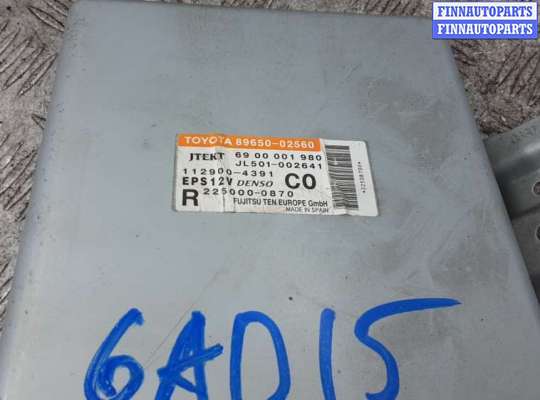 FINNAUTOPARTS
FINNAUTOPARTS
TOYOTA 89650-02560
JTEKT 69 00 001 980
JL501-002641
112900-4391
EPS12V DENSO CO
R 225000-0870
FUJITSU TEN EUROPE GmbH
MADE IN SPAIN
6AD15